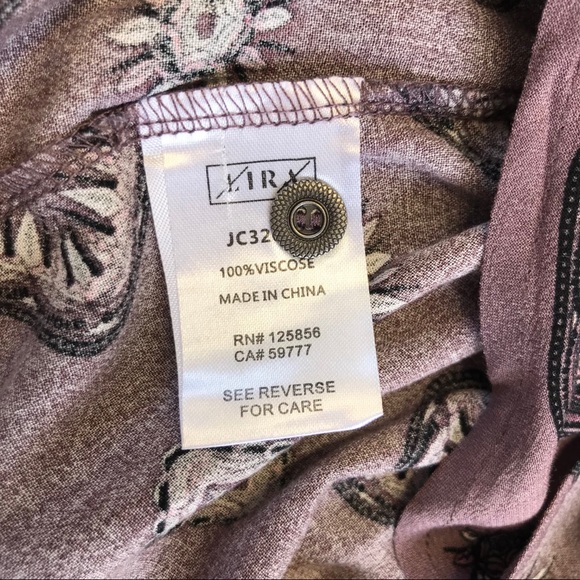 LIRA
JC32
100%VISCOSE
MADE IN CHINA
RN# 125856
CA# 59777
SEE REVERSE
FOR CARE